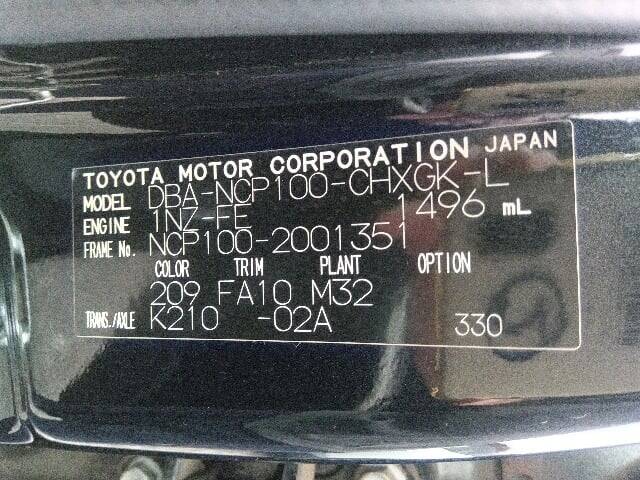 TOYOTA MOTOR CORPORATION JAPAN
MODEL DBA-NCP100-CHXGK-L
ENGINE 1NZ-FE 1496 mL
FRAME No. NCP100-2001351
COLOR TRIM PLANT OPTION
209 FA10 M32
TRANS./AXLE K210 -02A 330